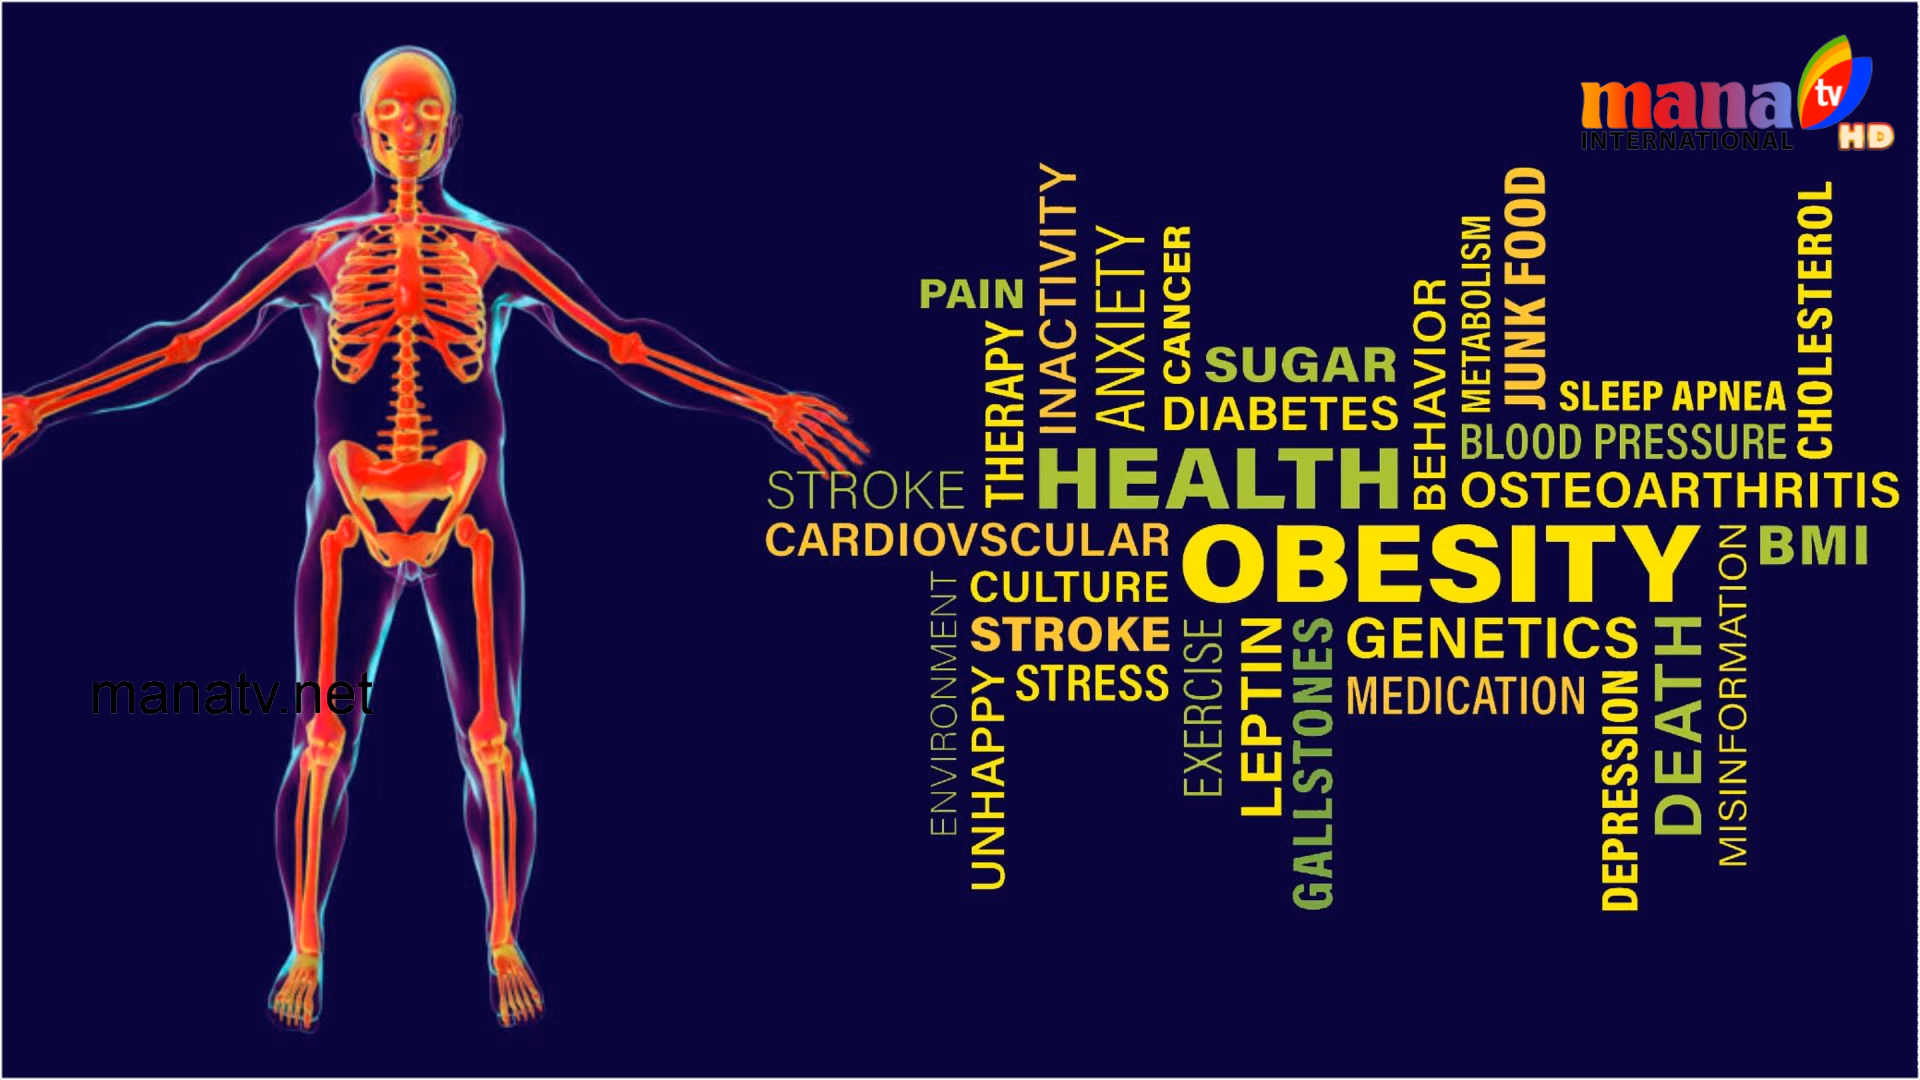 mana tv
INTERNATIONAL HD
INACTIVITY
JUNK FOOD
CHOLESTEROL
METABOLISM
ANXIETY
CANCER
PAIN
BEHAVIOR
THERAPY
SUGAR
SLEEP APNEA
DIABETES
BLOOD PRESSURE
HEALTH
STROKE
OSTEOARTHRITIS
CARDIOVSCULAR
OBESITY
BMI
MISINFORMATION
ENVIRONMENT
CULTURE
STROKE
EXERCISE
LEPTIN
GALLSTONES
GENETICS
DEATH
STRESS
UNHAPPY
MEDICATION
DEPRESSION
manatv.net